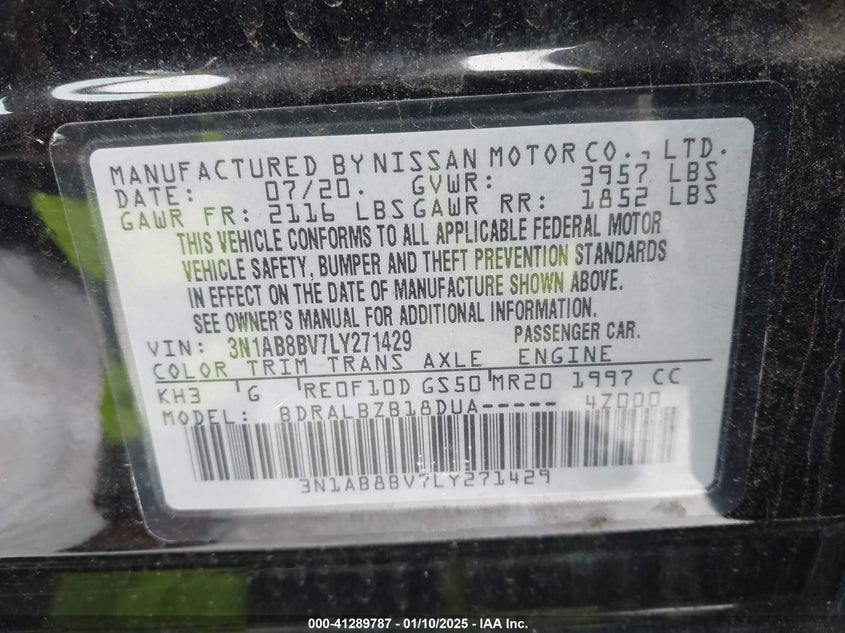 MANUFACTURED BY NISSAN MOTOR CO., LTD.
DATE: 07/20. GVWR: 3957 LBS
GAWR FR: 2116 LBS GAWR RR: 1852 LBS
THIS VEHICLE CONFORMS TO ALL APPLICABLE FEDERAL MOTOR
VEHICLE SAFETY, BUMPER AND THEFT PREVENTION STANDARDS
IN EFFECT ON THE DATE OF MANUFACTURE SHOWN ABOVE.
SEE OWNER'S MANUAL FOR ADDITIONAL INFORMATION.
VIN: 3N1AB8BV7LY271429 PASSENGER CAR.
COLOR TRIM TRANS AXLE ENGINE
KH3 G RE0F10D GS50 MR20 1997 CC
MODEL: BDRALBZB18DUA----- 4Z000
3N1AB8BV7LY271429
000-41289787 - 01/10/2025 - IAA Inc.